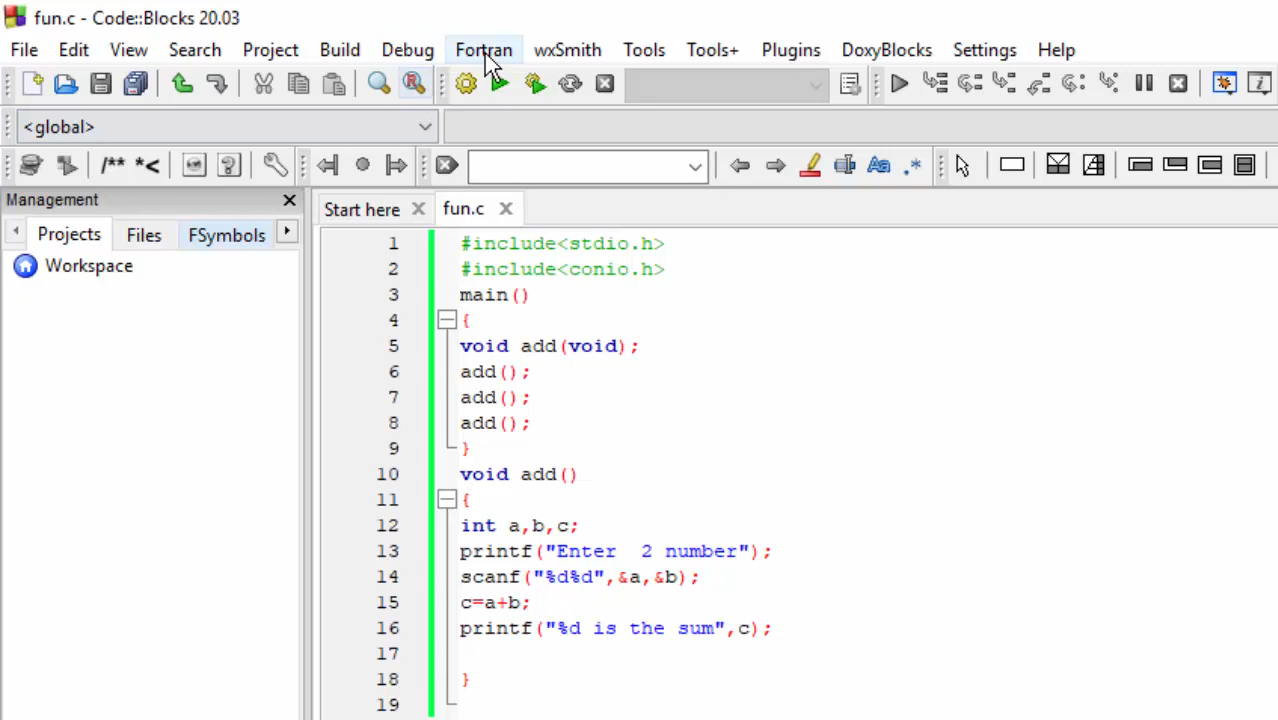 fun.c - Code::Blocks 20.03
File Edit View Search Project Build Debug Fortran wxSmith Tools Tools+ Plugins DoxyBlocks Settings Help
<global>
/** *<
Management
Projects Files FSymbols
Workspace
Start here fun.c
1 #include<stdio.h>
2 #include<conio.h>
3 main()
4 {
5 void add(void);
6 add();
7 add();
8 add();
9 }
10 void add()
11 {
12 int a,b,c;
13 printf("Enter  2 number");
14 scanf("%d%d",&a,&b);
15 c=a+b;
16 printf("%d is the sum",c);
17
18 }
19